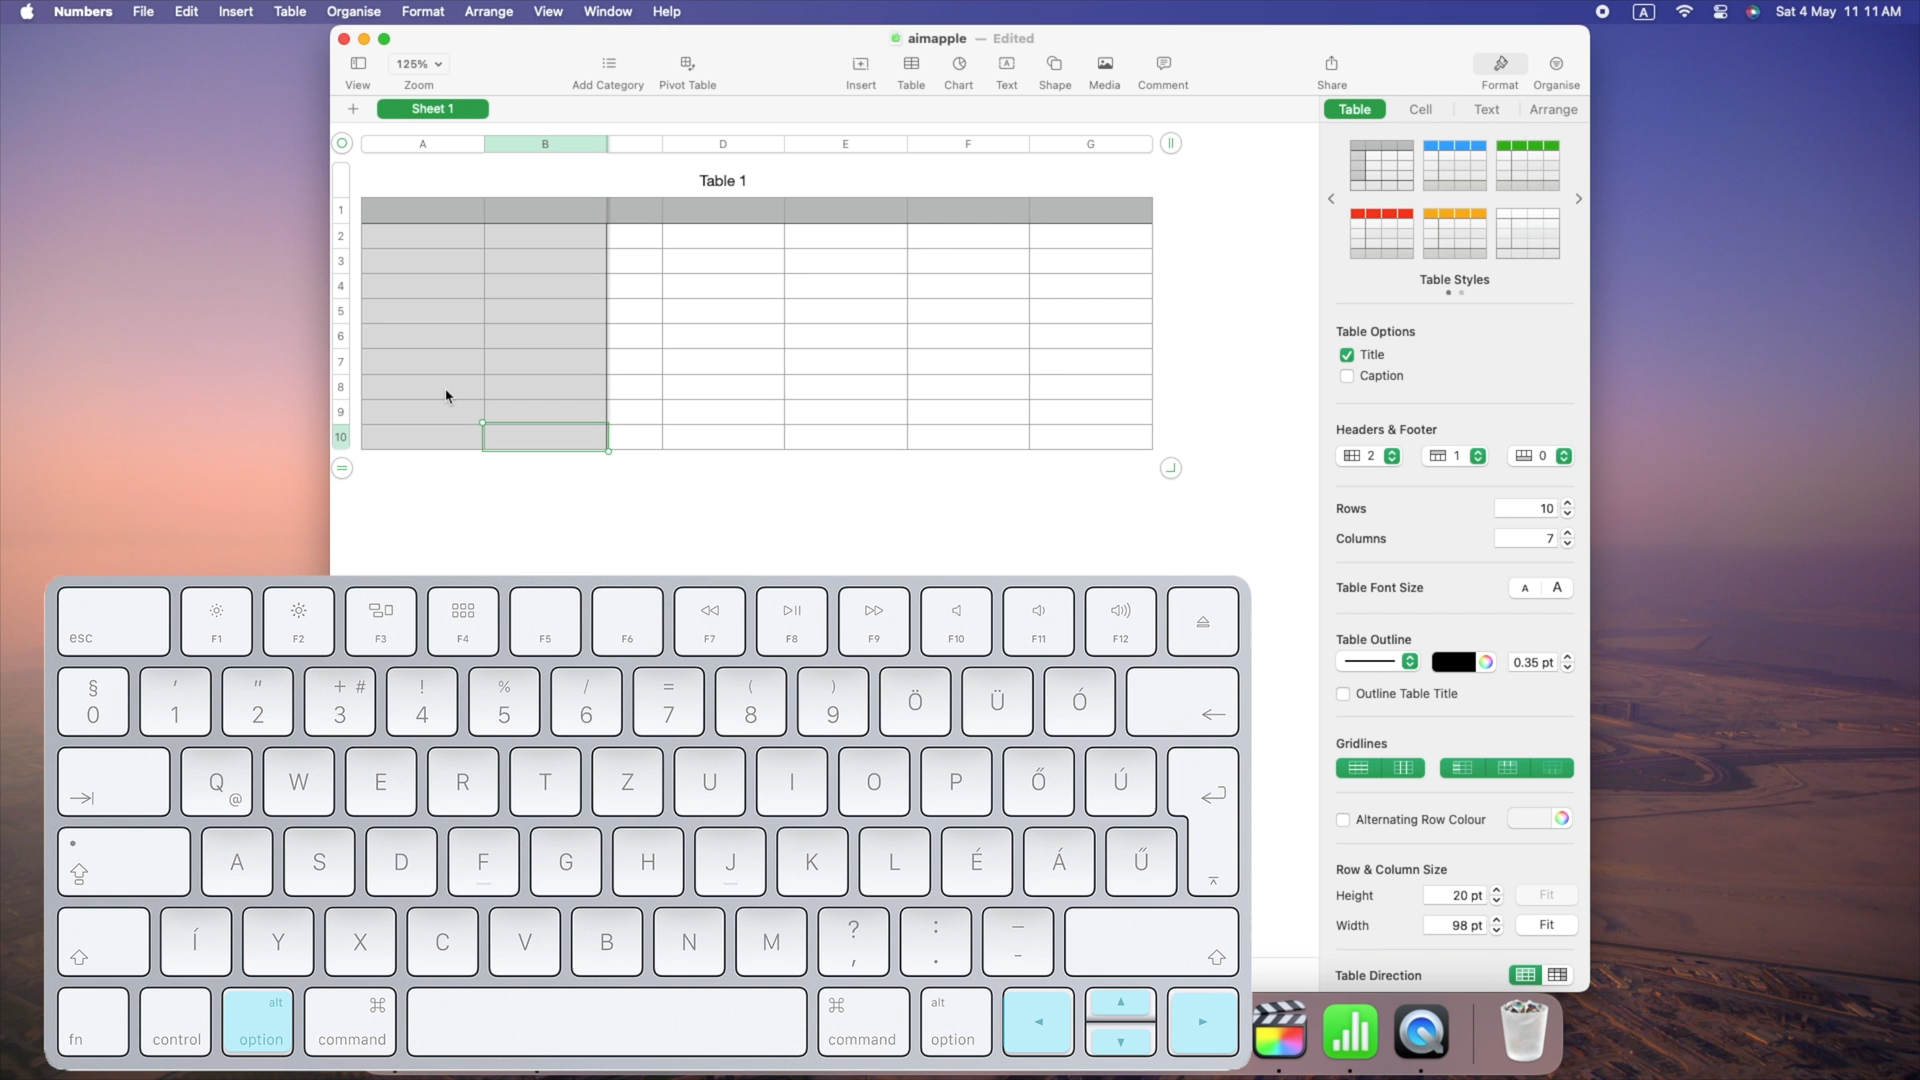 Numbers File Edit Insert Table Organise Format Arrange View Window Help
A Sat 4 May 11 11 AM
aimapple — Edited
125%
View Zoom Add Category Pivot Table Insert Table Chart Text Shape Media Comment Share Format Organise
Sheet 1
Table Cell Text Arrange
A B D E F G
Table 1
1
2
3
4
5
6
7
8
9
10
Table Styles
Table Options
Title
Caption
Headers & Footer
2 1 0
Rows 10
Columns 7
Table Font Size A A
Table Outline
0.35 pt
Outline Table Title
Gridlines
Alternating Row Colour
Row & Column Size
Height 20 pt Fit
Width 98 pt Fit
Table Direction
esc F1 F2 F3 F4 F5 F6 F7 F8 F9 F10 F11 F12
§ ' " + # ! % / = ( ) Ö Ü Ó
0 1 2 3 4 5 6 7 8 9
Q @ W E R T Z U I O P Ő Ú
A S D F G H J K L É Á Ű
Í Y X C V B N M ? , : . _ -
alt ⌘ ⌘ alt
fn control option command command option